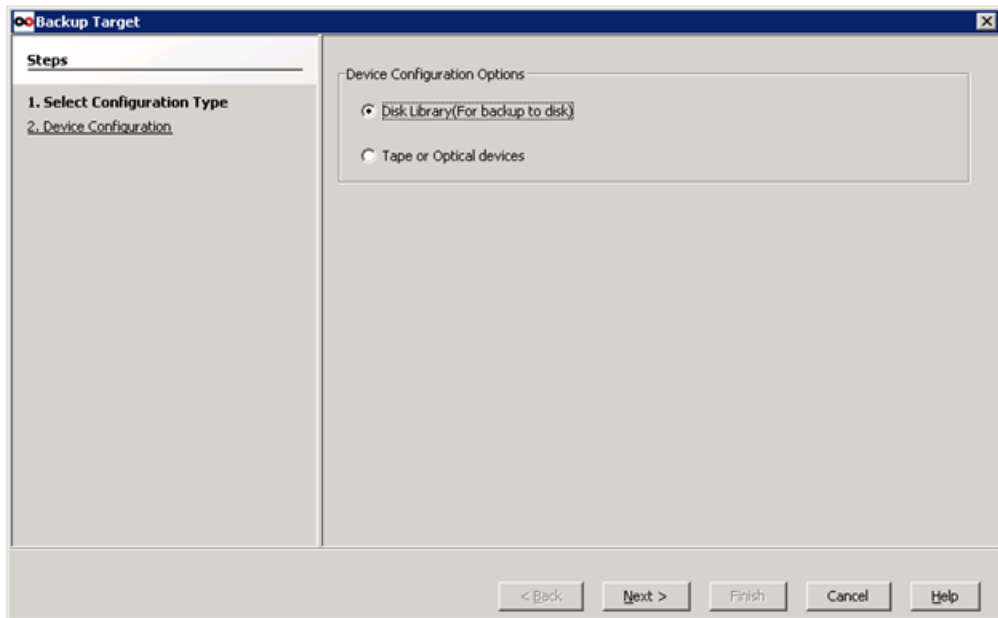 Backup Target
Steps
1. Select Configuration Type
2. Device Configuration
Device Configuration Options
Disk Library(For backup to disk)
Tape or Optical devices
< Back
Next >
Finish
Cancel
Help